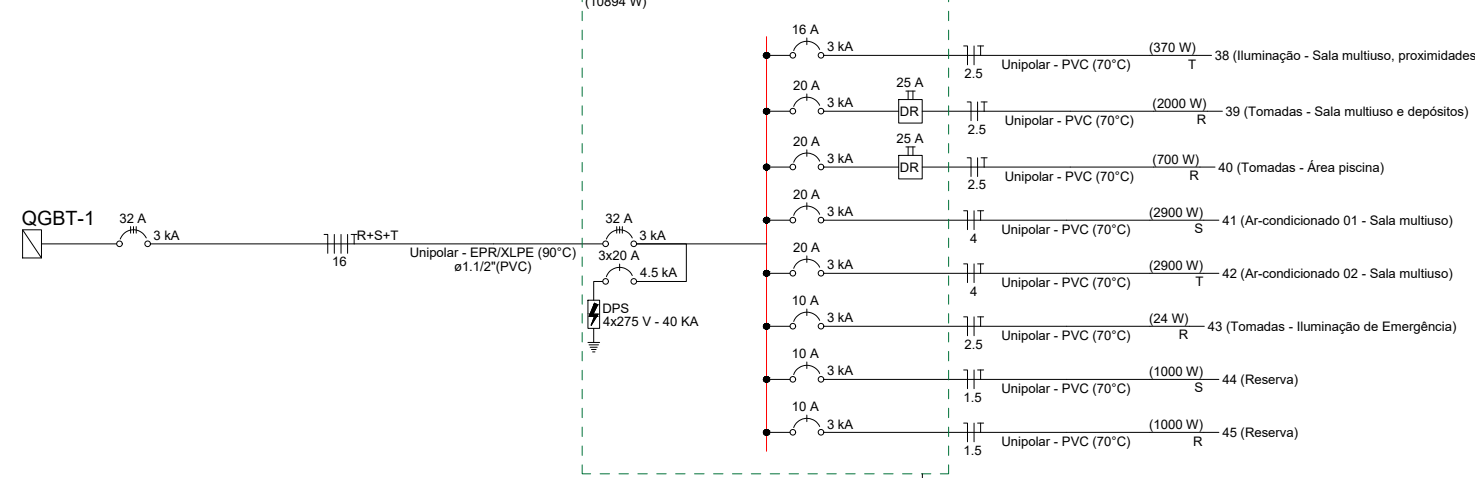 (10894 W)
QGBT-1
32 A
3 kA
R+S+T
16
Unipolar - EPR/XLPE (90°C)
ø1.1/2"(PVC)
32 A
3 kA
3x20 A
4.5 kA
DPS
4x275 V - 40 KA
16 A
3 kA
T
2.5
Unipolar - PVC (70°C)
(370 W)
T
38 (Iluminação - Sala multiuso, proximidades
20 A
3 kA
25 A
DR
T
2.5
Unipolar - PVC (70°C)
(2000 W)
R
39 (Tomadas - Sala multiuso e depósitos)
20 A
3 kA
25 A
DR
T
2.5
Unipolar - PVC (70°C)
(700 W)
R
40 (Tomadas - Área piscina)
20 A
3 kA
T
4
Unipolar - PVC (70°C)
(2900 W)
S
41 (Ar-condicionado 01 - Sala multiuso)
20 A
3 kA
T
4
Unipolar - PVC (70°C)
(2900 W)
T
42 (Ar-condicionado 02 - Sala multiuso)
10 A
3 kA
T
2.5
Unipolar - PVC (70°C)
(24 W)
R
43 (Tomadas - Iluminação de Emergência)
10 A
3 kA
T
1.5
Unipolar - PVC (70°C)
(1000 W)
S
44 (Reserva)
10 A
3 kA
T
1.5
Unipolar - PVC (70°C)
(1000 W)
R
45 (Reserva)